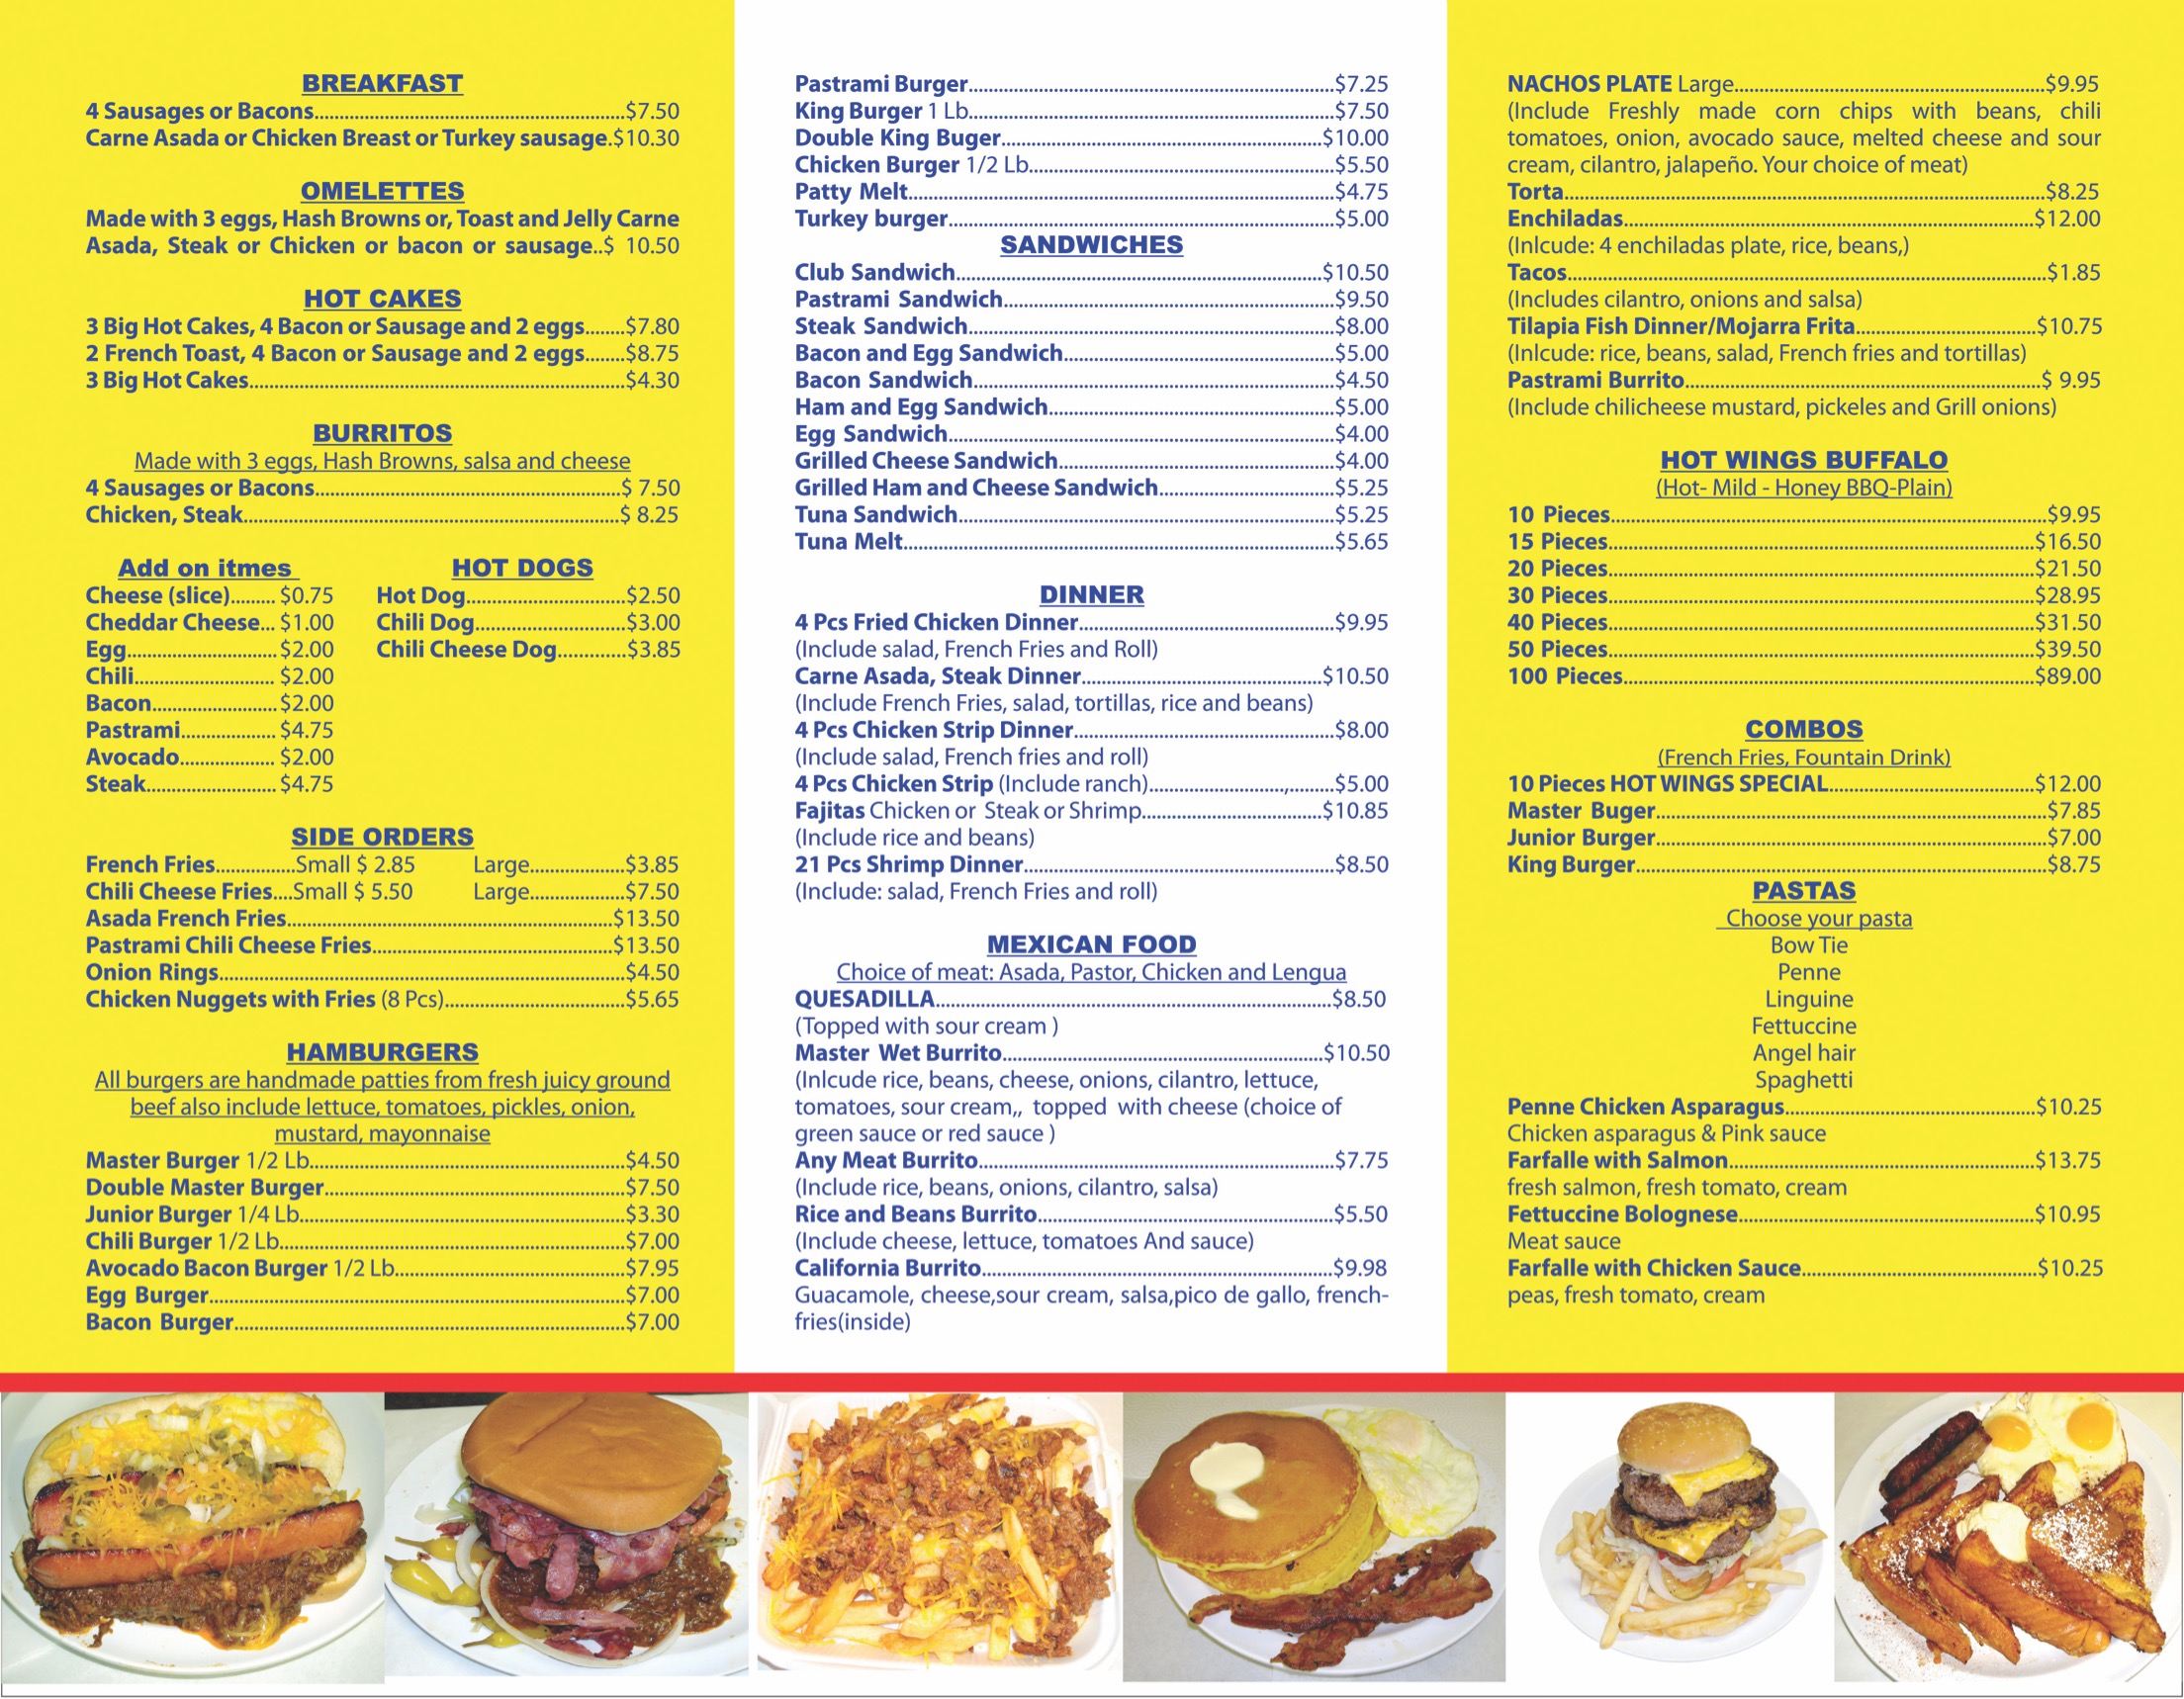 BREAKFAST
4 Sausages or Bacons..........$7.50
Carne Asada or Chicken Breast or Turkey sausage.$10.30
OMELETTES
Made with 3 eggs, Hash Browns or, Toast and Jelly Carne
Asada, Steak or Chicken or bacon or sausage..$ 10.50
HOT CAKES
3 Big Hot Cakes, 4 Bacon or Sausage and 2 eggs.......$7.80
2 French Toast, 4 Bacon or Sausage and 2 eggs.......$8.75
3 Big Hot Cakes..........$4.30
BURRITOS
Made with 3 eggs, Hash Browns, salsa and cheese
4 Sausages or Bacons..........$ 7.50
Chicken, Steak..........$ 8.25
Add on itmes
Cheese (slice)........ $0.75
Cheddar Cheese... $1.00
Egg.......... $2.00
Chili.......... $2.00
Bacon.......... $2.00
Pastrami.......... $4.75
Avocado.......... $2.00
Steak.......... $4.75
HOT DOGS
Hot Dog..........$2.50
Chili Dog..........$3.00
Chili Cheese Dog..........$3.85
SIDE ORDERS
French Fries..........Small $ 2.85 Large..........$3.85
Chili Cheese Fries....Small $ 5.50 Large..........$7.50
Asada French Fries..........$13.50
Pastrami Chili Cheese Fries..........$13.50
Onion Rings..........$4.50
Chicken Nuggets with Fries (8 Pcs)..........$5.65
HAMBURGERS
All burgers are handmade patties from fresh juicy ground
beef also include lettuce, tomatoes, pickles, onion,
mustard, mayonnaise
Master Burger 1/2 Lb..........$4.50
Double Master Burger..........$7.50
Junior Burger 1/4 Lb..........$3.30
Chili Burger 1/2 Lb..........$7.00
Avocado Bacon Burger 1/2 Lb..........$7.95
Egg Burger..........$7.00
Bacon Burger..........$7.00
Pastrami Burger..........$7.25
King Burger 1 Lb..........$7.50
Double King Buger..........$10.00
Chicken Burger 1/2 Lb..........$5.50
Patty Melt..........$4.75
Turkey burger..........$5.00
SANDWICHES
Club Sandwich..........$10.50
Pastrami Sandwich..........$9.50
Steak Sandwich..........$8.00
Bacon and Egg Sandwich..........$5.00
Bacon Sandwich..........$4.50
Ham and Egg Sandwich..........$5.00
Egg Sandwich..........$4.00
Grilled Cheese Sandwich..........$4.00
Grilled Ham and Cheese Sandwich..........$5.25
Tuna Sandwich..........$5.25
Tuna Melt..........$5.65
DINNER
4 Pcs Fried Chicken Dinner..........$9.95
(Include salad, French Fries and Roll)
Carne Asada, Steak Dinner..........$10.50
(Include French Fries, salad, tortillas, rice and beans)
4 Pcs Chicken Strip Dinner..........$8.00
(Include salad, French fries and roll)
4 Pcs Chicken Strip (Include ranch)..........,........$5.00
Fajitas Chicken or Steak or Shrimp..........$10.85
(Include rice and beans)
21 Pcs Shrimp Dinner..........$8.50
(Include: salad, French Fries and roll)
MEXICAN FOOD
Choice of meat: Asada, Pastor, Chicken and Lengua
QUESADILLA..........$8.50
(Topped with sour cream )
Master Wet Burrito..........$10.50
(Inlcude rice, beans, cheese, onions, cilantro, lettuce,
tomatoes, sour cream,, topped with cheese (choice of
green sauce or red sauce )
Any Meat Burrito..........$7.75
(Include rice, beans, onions, cilantro, salsa)
Rice and Beans Burrito..........$5.50
(Include cheese, lettuce, tomatoes And sauce)
California Burrito..........$9.98
Guacamole, cheese,sour cream, salsa,pico de gallo, french-
fries(inside)
NACHOS PLATE Large..........$9.95
(Include Freshly made corn chips with beans, chili
tomatoes, onion, avocado sauce, melted cheese and sour
cream, cilantro, jalapeño. Your choice of meat)
Torta..........$8.25
Enchiladas..........$12.00
(Inlcude: 4 enchiladas plate, rice, beans,)
Tacos..........$1.85
(Includes cilantro, onions and salsa)
Tilapia Fish Dinner/Mojarra Frita..........$10.75
(Inlcude: rice, beans, salad, French fries and tortillas)
Pastrami Burrito..........$ 9.95
(Include chilicheese mustard, pickeles and Grill onions)
HOT WINGS BUFFALO
(Hot- Mild - Honey BBQ-Plain)
10 Pieces..........$9.95
15 Pieces..........$16.50
20 Pieces..........$21.50
30 Pieces..........$28.95
40 Pieces..........$31.50
50 Pieces..........$39.50
100 Pieces..........$89.00
COMBOS
(French Fries, Fountain Drink)
10 Pieces HOT WINGS SPECIAL..........$12.00
Master Buger..........$7.85
Junior Burger..........$7.00
King Burger..........$8.75
PASTAS
Choose your pasta
Bow Tie
Penne
Linguine
Fettuccine
Angel hair
Spaghetti
Penne Chicken Asparagus..........$10.25
Chicken asparagus & Pink sauce
Farfalle with Salmon..........$13.75
fresh salmon, fresh tomato, cream
Fettuccine Bolognese..........$10.95
Meat sauce
Farfalle with Chicken Sauce..........$10.25
peas, fresh tomato, cream